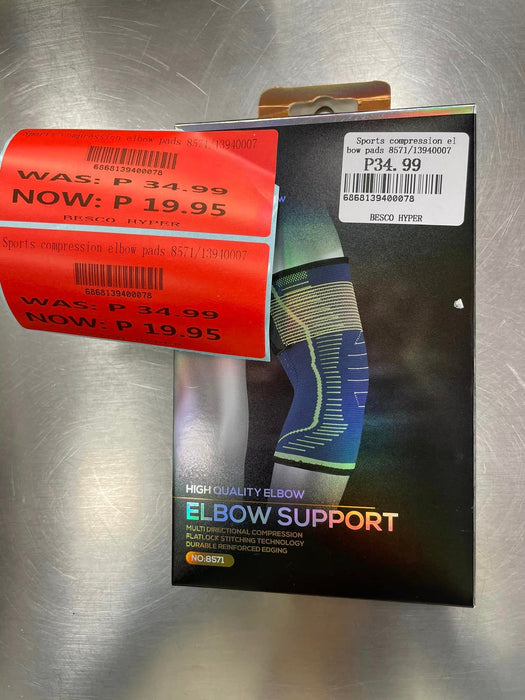 Sports compression elbow pads 8571/13940007
6868139400078
WAS: P 34.99
NOW: P 19.95
BESCO HYPER
Sports compression elbow pads 8571/13940007
6868139400078
WAS: P 34.99
NOW: P 19.95
Sports compression el
bow pads 8571/13940007
P34.99
6868139400078
BESCO HYPER
HIGH QUALITY ELBOW
ELBOW SUPPORT
MULTI DIRECTIONAL COMPRESSION
FLATLOCK STITCHING TECHNOLOGY
DURABLE REINFORCED EDGING
NO:8571